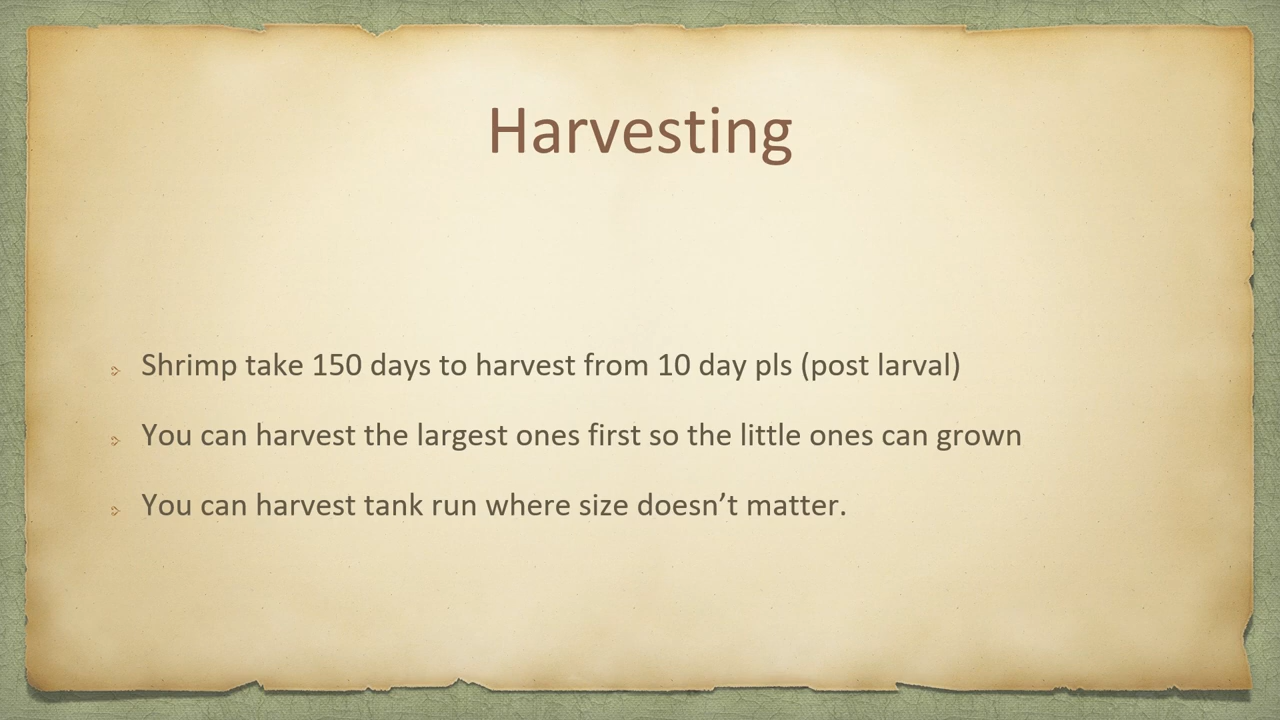 Harvesting
Shrimp take 150 days to harvest from 10 day pls (post larval)
You can harvest the largest ones first so the little ones can grown
You can harvest tank run where size doesn’t matter.